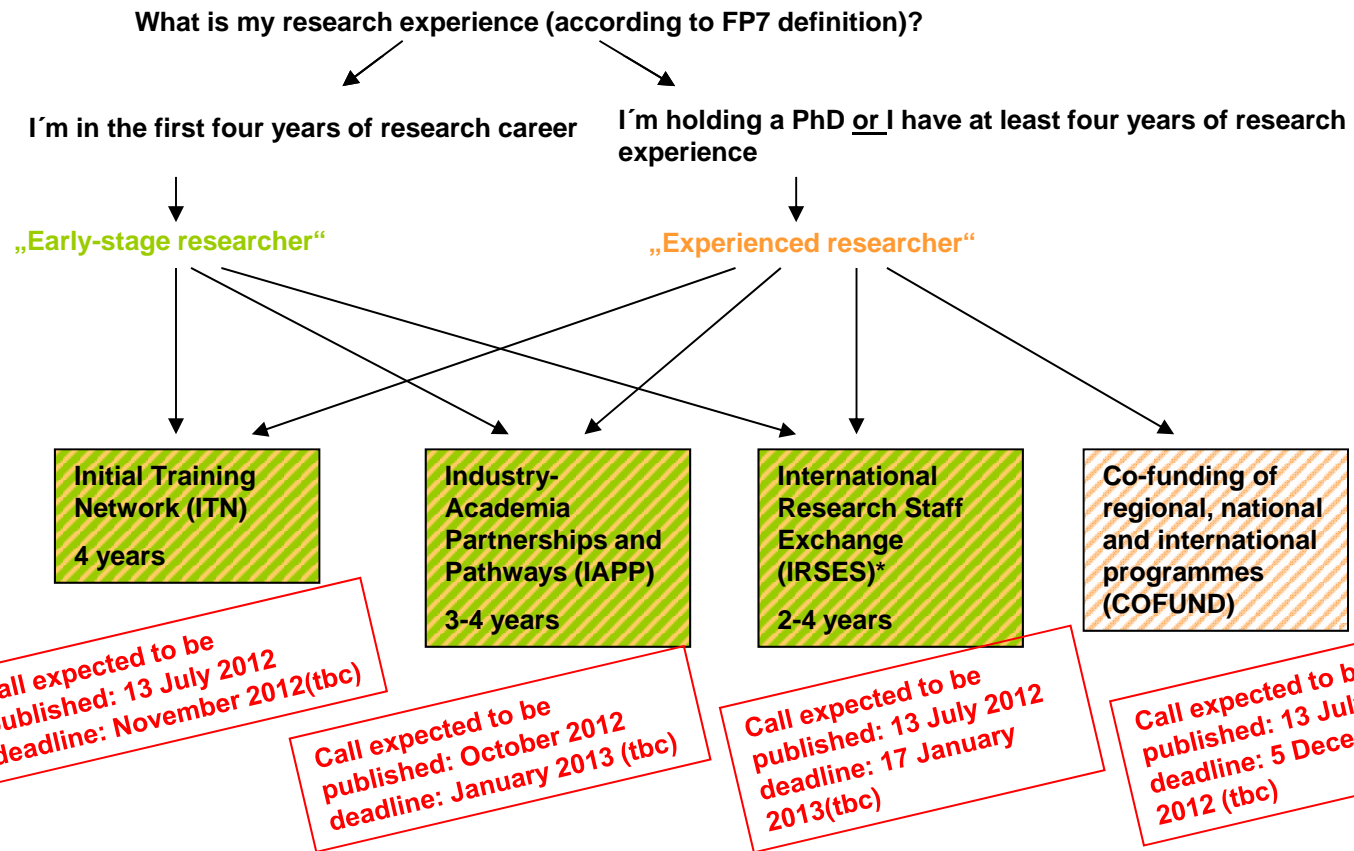 What is my research experience (according to FP7 definition)?
I´m in the first four years of research career
I´m holding a PhD or I have at least four years of research
experience
„Early-stage researcher“
„Experienced researcher“
Initial Training
Network (ITN)
4 years
Industry-
Academia
Partnerships and
Pathways (IAPP)
3-4 years
International
Research Staff
Exchange
(IRSES)*
2-4 years
Co-funding of
regional, national
and international
programmes
(COFUND)
expected to be
published: 13 July 2012
deadline: November 2012(tbc)
Call expected to be
published: October 2012
deadline: January 2013 (tbc)
Call expected to be
published: 13 July 2012
deadline: 17 January
2013(tbc)
Call expected to
published: 13
deadline: 5
2012 (tbc)